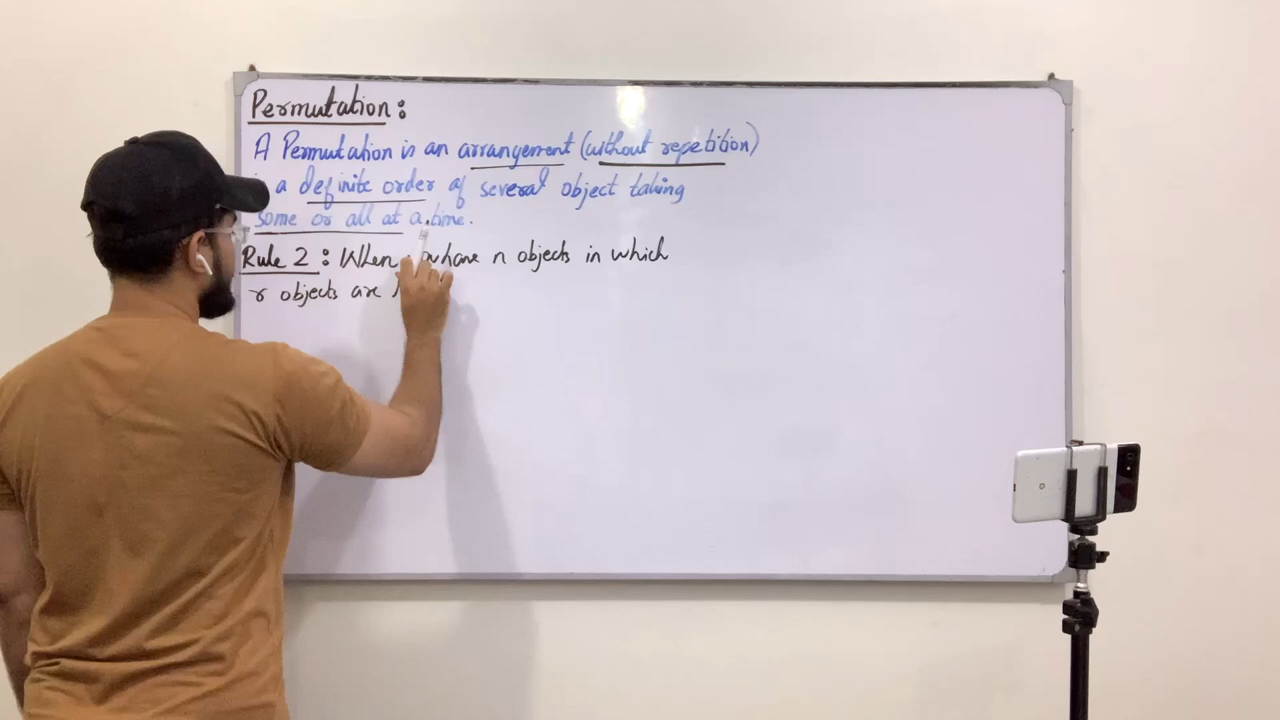 Permutation:
A Permutation is an arrangement (without repetition)
a definite order of several object taking
some or all at a time.
Rule 2: When have n objects in which
r objects are